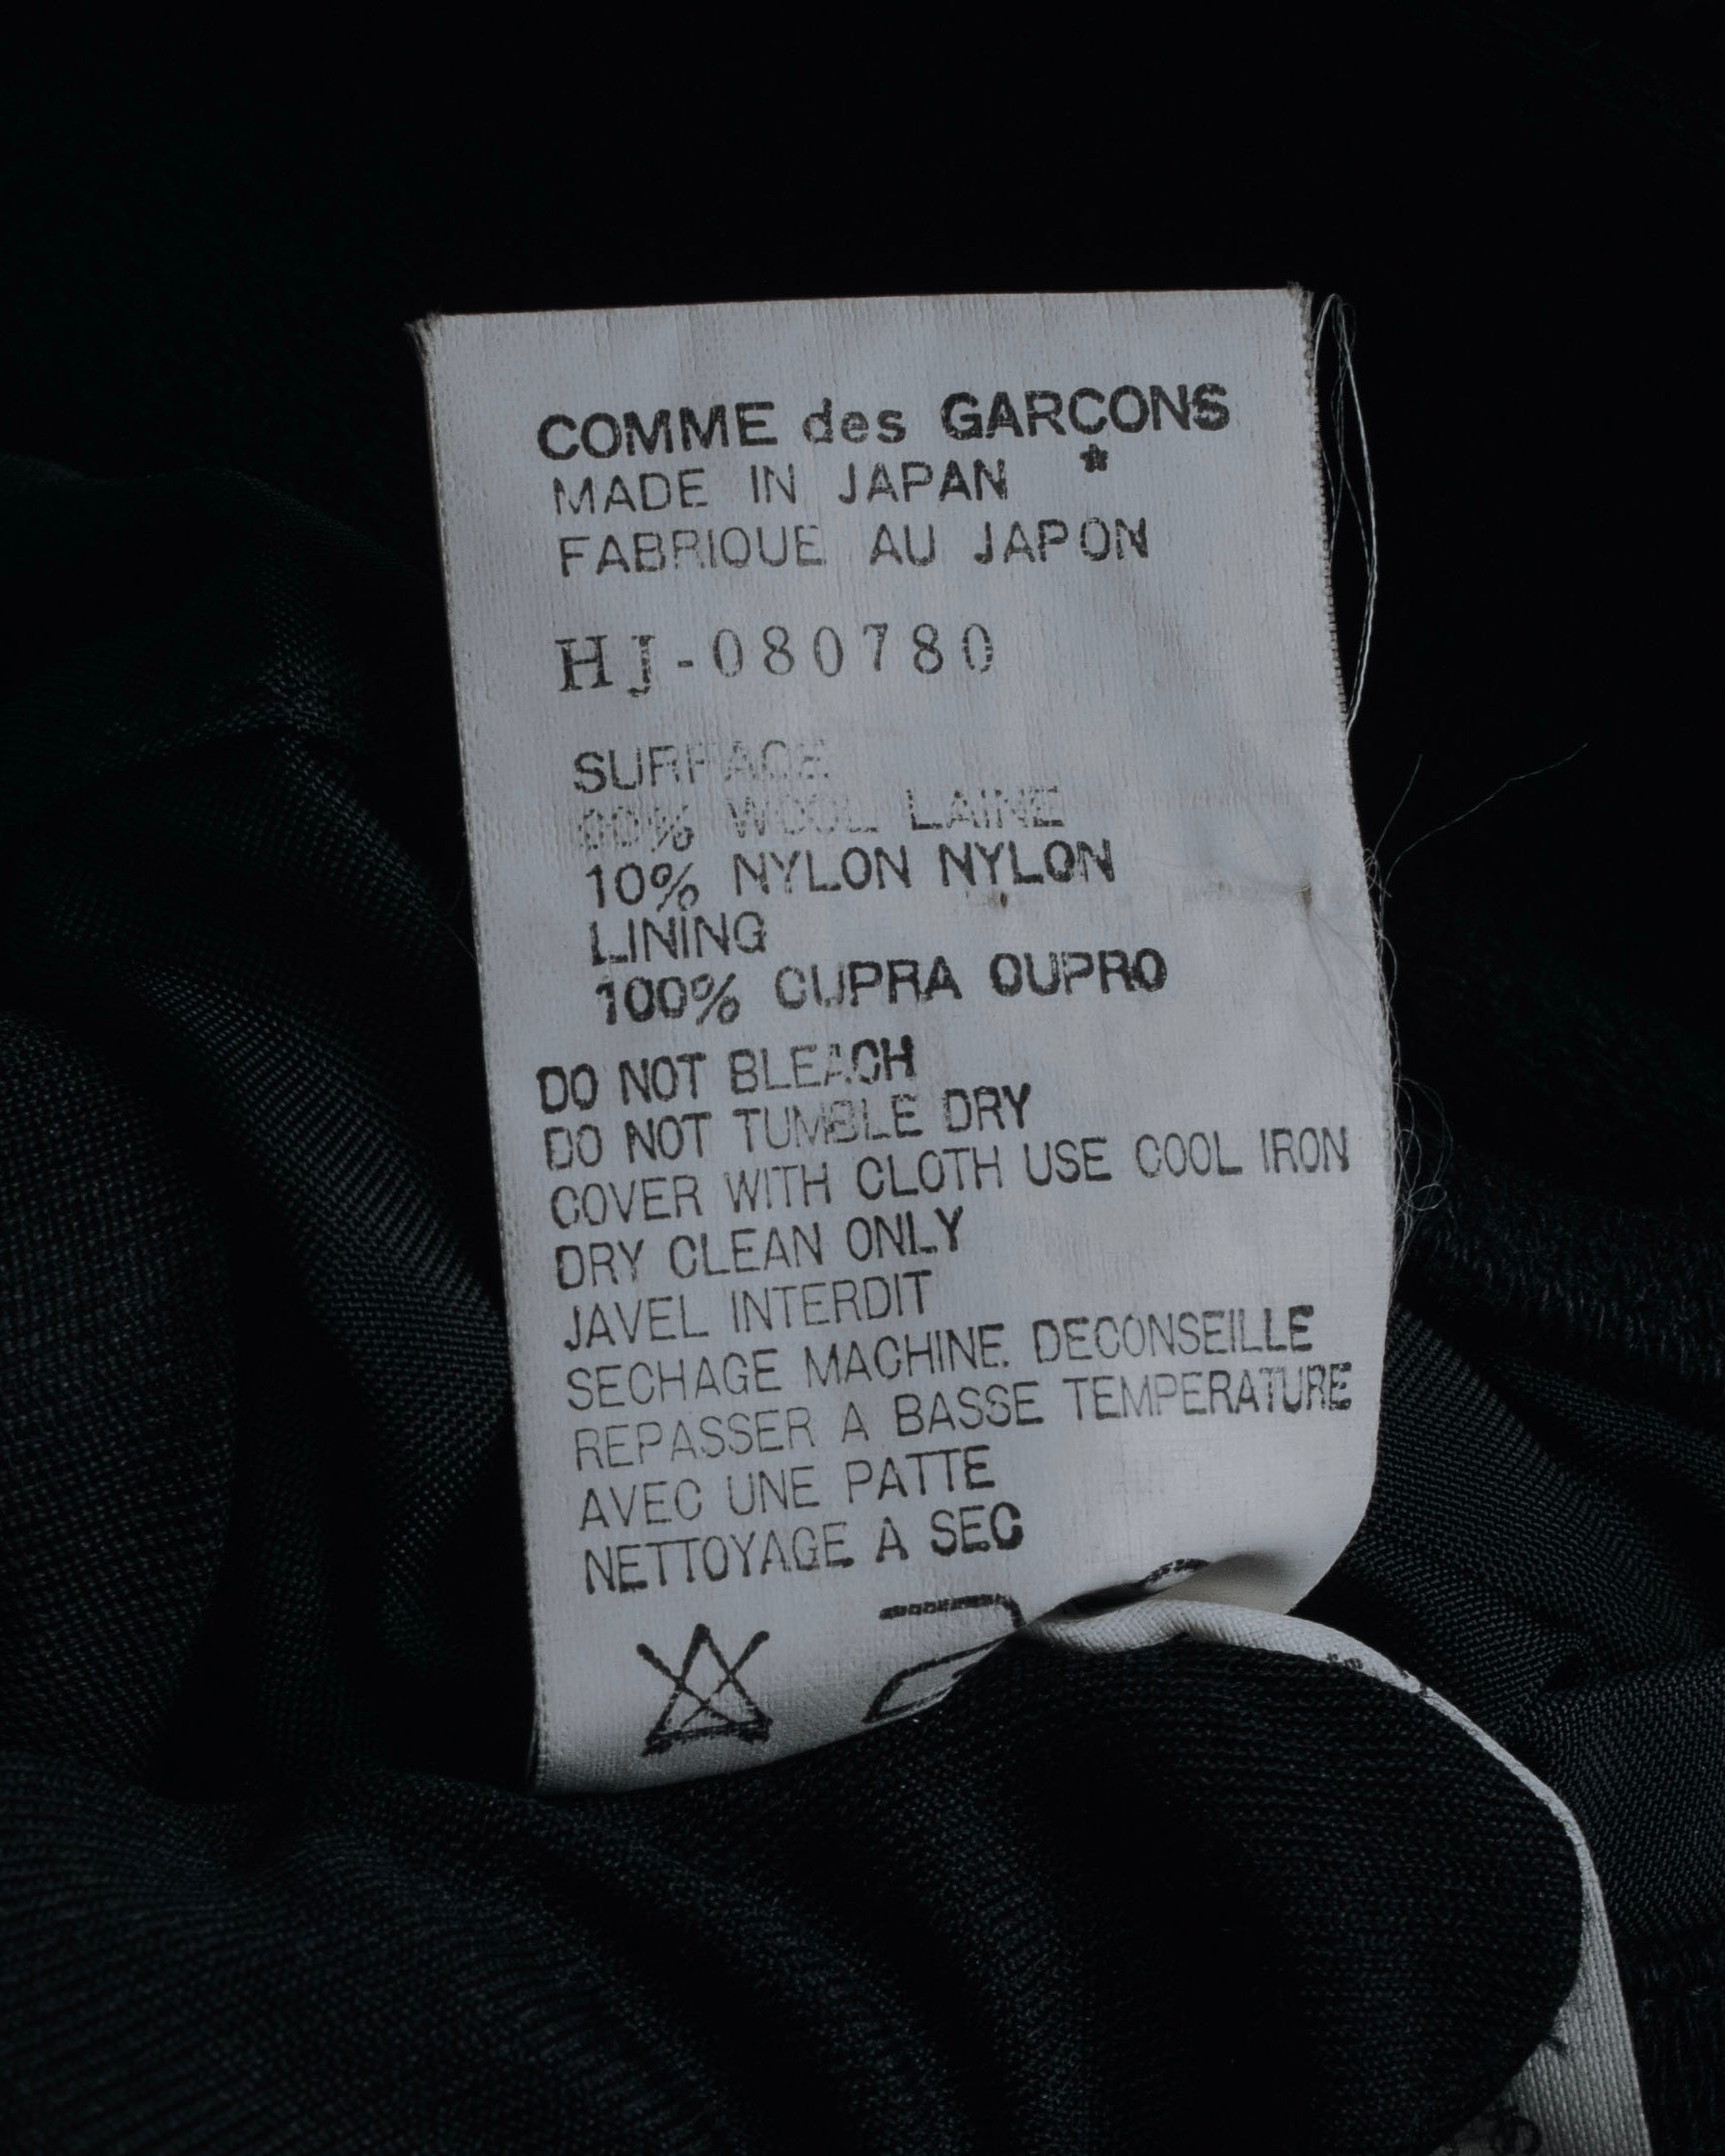 COMME des GARÇONS
MADE IN JAPAN *
FABRIQUE AU JAPON
HJ-080780
SURFACE
% WOOL LAINE
10% NYLON NYLON
LINING
100% CUPRA CUPRO
DO NOT BLEACH
DO NOT TUMBLE DRY
COVER WITH CLOTH USE COOL IRON
DRY CLEAN ONLY
JAVEL INTERDIT
SECHAGE MACHINE DECONSEILLE
REPASSER A BASSE TEMPERATURE
AVEC UNE PATTE
NETTOYAGE A SEC